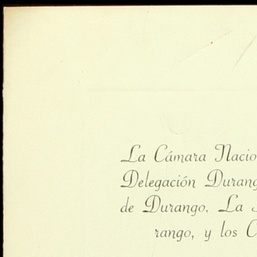 La Cámara Nacio
Delegación Durang
de Durango. La
rango, y los C